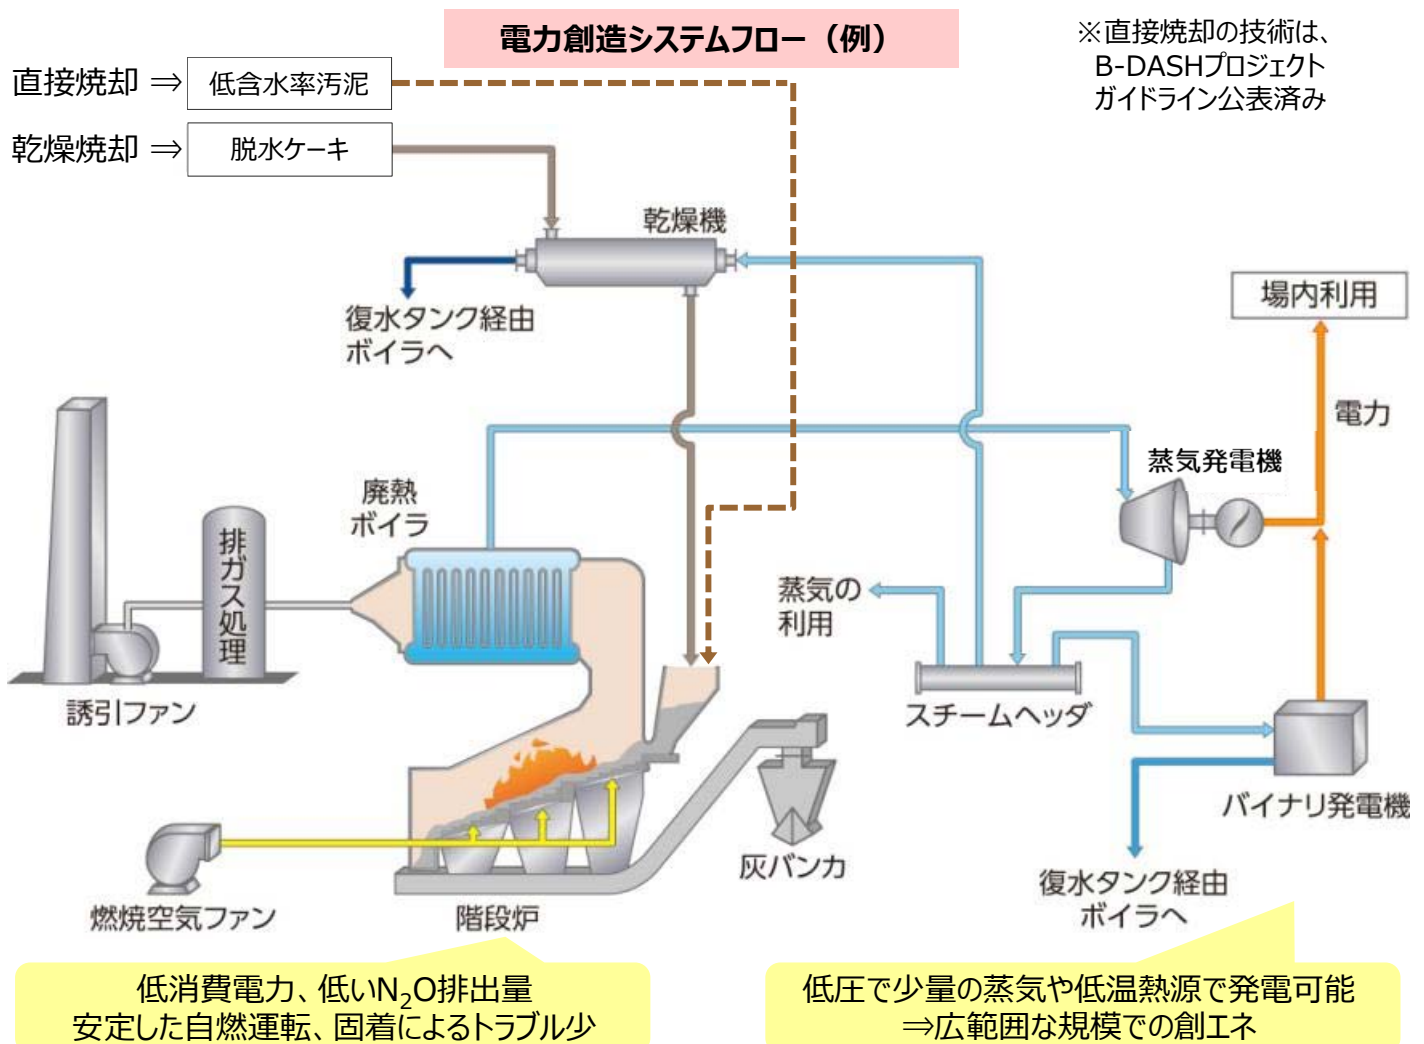 電力創造システムフロー（例）
※直接焼却の技術は、
B-DASHプロジェクト
ガイドライン公表済み
直接焼却 ⇒ 低含水率汚泥
乾燥焼却 ⇒ 脱水ケーキ
乾燥機
復水タンク経由
ボイラへ
場内利用
電力
蒸気発電機
廃熱
ボイラ
排ガス処理
蒸気の
利用
スチームヘッダ
誘引ファン
バイナリ発電機
灰バンカ
復水タンク経由
ボイラへ
燃焼空気ファン
階段炉
低消費電力、低いN₂O排出量
安定した自燃運転、固着によるトラブル少
低圧で少量の蒸気や低温熱源で発電可能
⇒広範囲な規模での創エネ